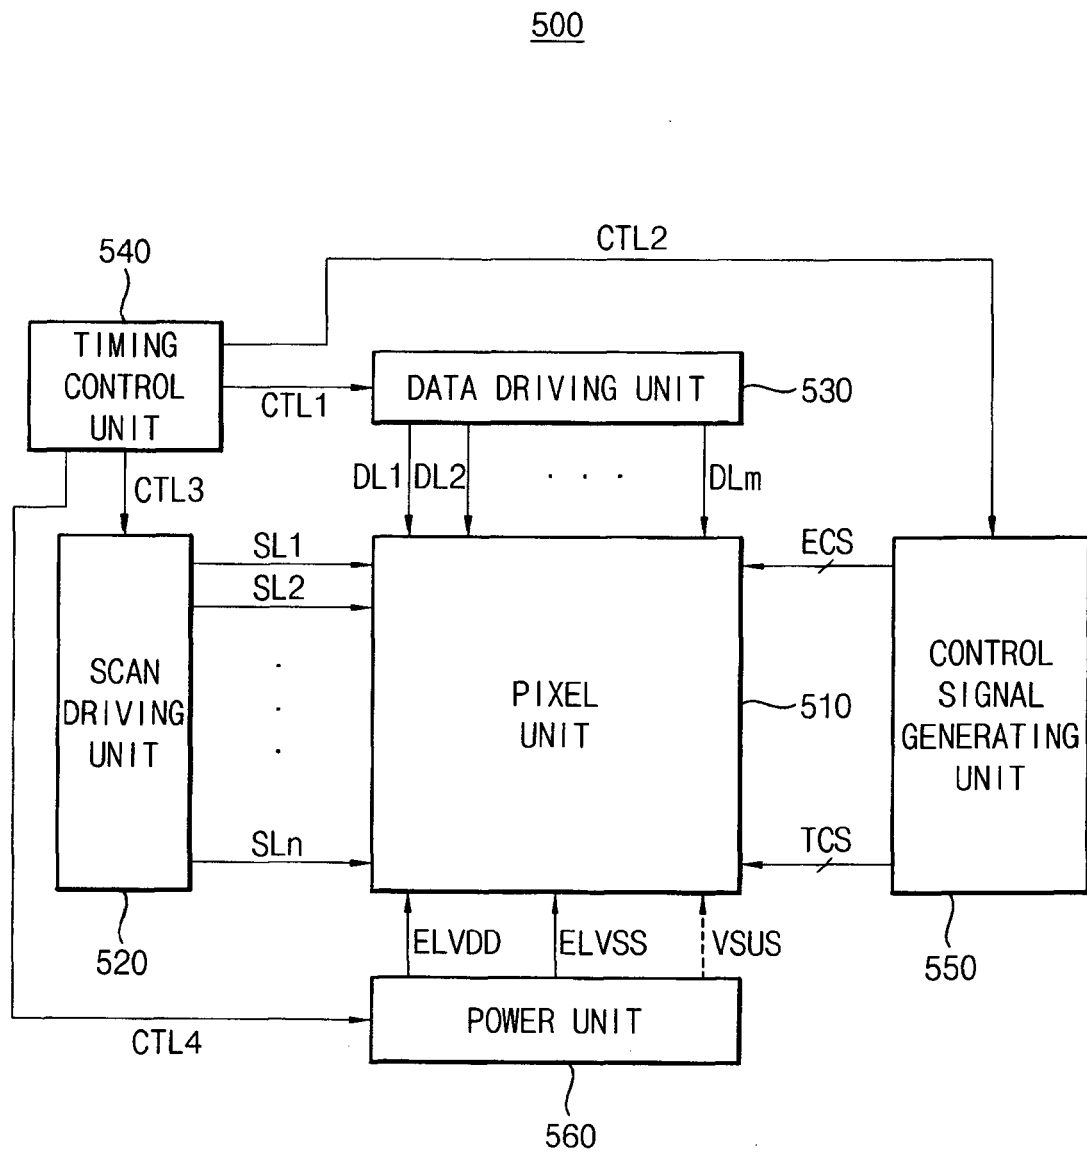 500
540
CTL2
TIMING
CONTROL
UNIT
CTL1
DATA DRIVING UNIT
530
CTL3
DL1
DL2
. . .
DLm
SL1
SL2
.
.
.
SLn
SCAN
DRIVING
UNIT
520
PIXEL
UNIT
510
ECS
TCS
CONTROL
SIGNAL
GENERATING
UNIT
550
ELVDD
ELVSS
VSUS
CTL4
POWER UNIT
560